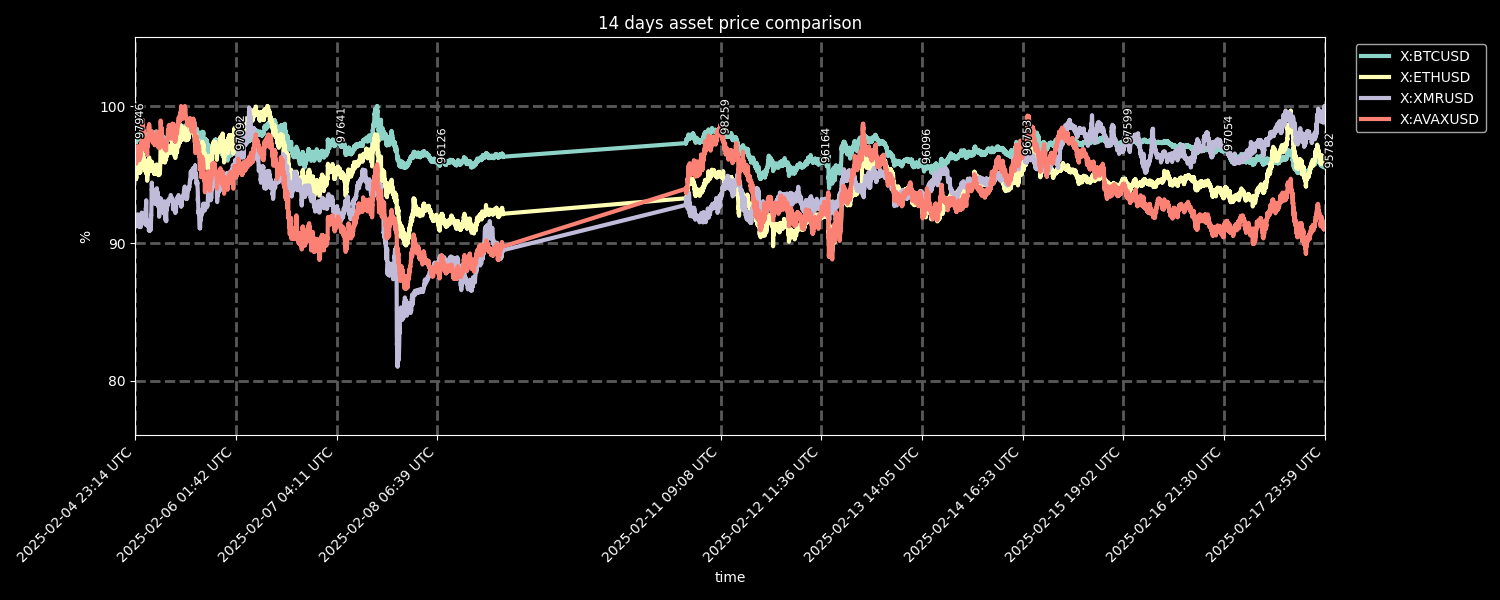 14 days asset price comparison
X:BTCUSD
X:ETHUSD
X:XMRUSD
X:AVAXUSD
100
90
80
%
97092
97641
96126
98259
96164
96096
96753
97599
97054
95782
2025-02-04 23:14 UTC
2025-02-06 01:42 UTC
2025-02-07 04:11 UTC
2025-02-08 06:39 UTC
2025-02-11 09:08 UTC
2025-02-12 11:36 UTC
2025-02-13 14:05 UTC
2025-02-14 16:33 UTC
2025-02-15 19:02 UTC
2025-02-16 21:30 UTC
2025-02-17 23:59 UTC
time